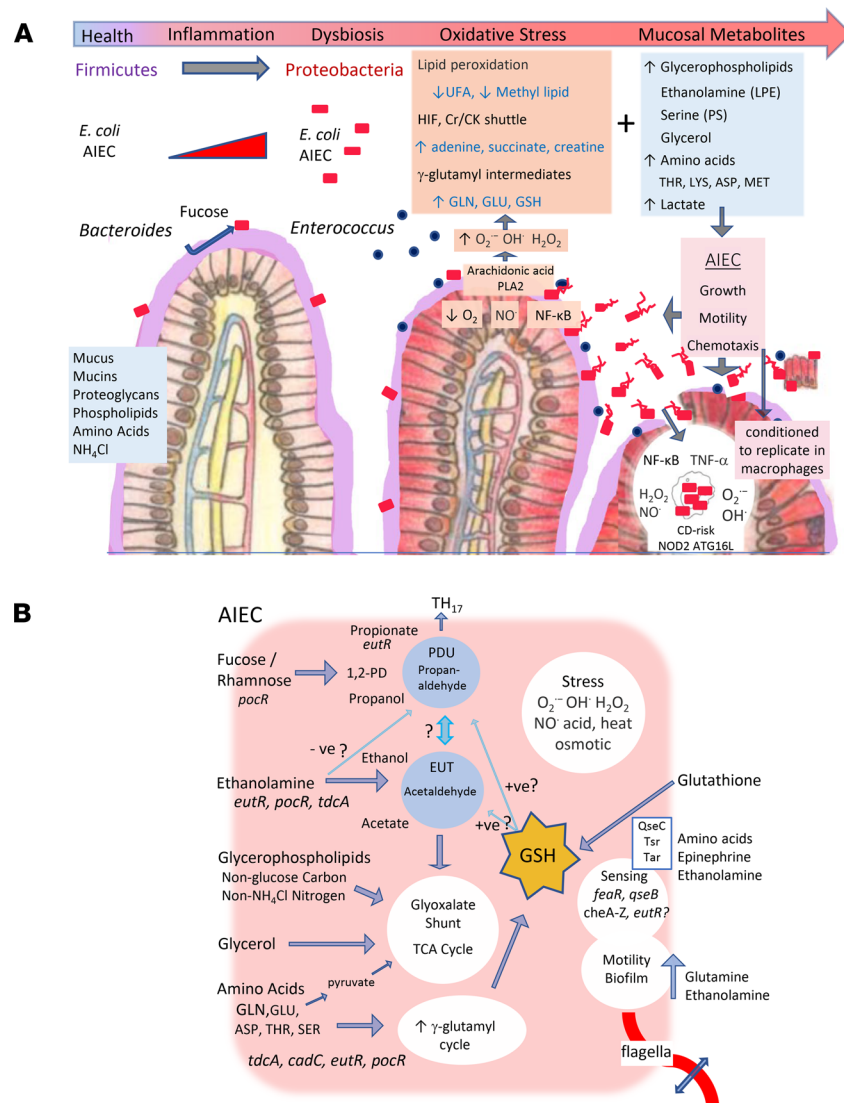 A
Health Inflammation Dysbiosis Oxidative Stress Mucosal Metabolites
Firmicutes
Proteobacteria
E. coli
AIEC
E. coli
AIEC
Bacteroides
Fucose
Enterococcus
Lipid peroxidation
↓UFA, ↓ Methyl lipid
HIF, Cr/CK shuttle
↑ adenine, succinate, creatine
γ-glutamyl intermediates
↑ GLN, GLU, GSH
+
↑ Glycerophospholipids
Ethanolamine (LPE)
Serine (PS)
Glycerol
↑ Amino acids
THR, LYS, ASP, MET
↑ Lactate
↑ O₂·− OH· H₂O₂
Arachidonic acid
PLA2
↓ O₂
NO·
NF-κB
AIEC
Growth
Motility
Chemotaxis
Mucus
Mucins
Proteoglycans
Phospholipids
Amino Acids
NH₄Cl
conditioned
to replicate in
macrophages
NF-κB TNF-α
H₂O₂
NO·
O₂·−
OH·
CD-risk
NOD2 ATG16L
B
AIEC
TH₁₇
Propionate
eutR
PDU
Propan-
aldehyde
Fucose /
Rhamnose
pocR
1,2-PD
Propanol
Stress
O₂·− OH· H₂O₂
NO· acid, heat
osmotic
?
- ve ?
Ethanol
EUT
Acetaldehyde
Ethanolamine
eutR, pocR, tdcA
Acetate
+ve?
+ve ?
GSH
Glutathione
QseC
Tsr
Tar
Amino acids
Epinephrine
Ethanolamine
Glycerophospholipids
Non-glucose Carbon
Non-NH₄Cl Nitrogen
Glyoxalate
Shunt
TCA Cycle
Sensing
feaR, qseB
cheA-Z, eutR?
Glycerol
Motility
Biofilm
Glutamine
Ethanolamine
Amino Acids
GLN,GLU,
ASP, THR, SER
pyruvate
↑ γ-glutamyl
cycle
tdcA, cadC, eutR, pocR
flagella